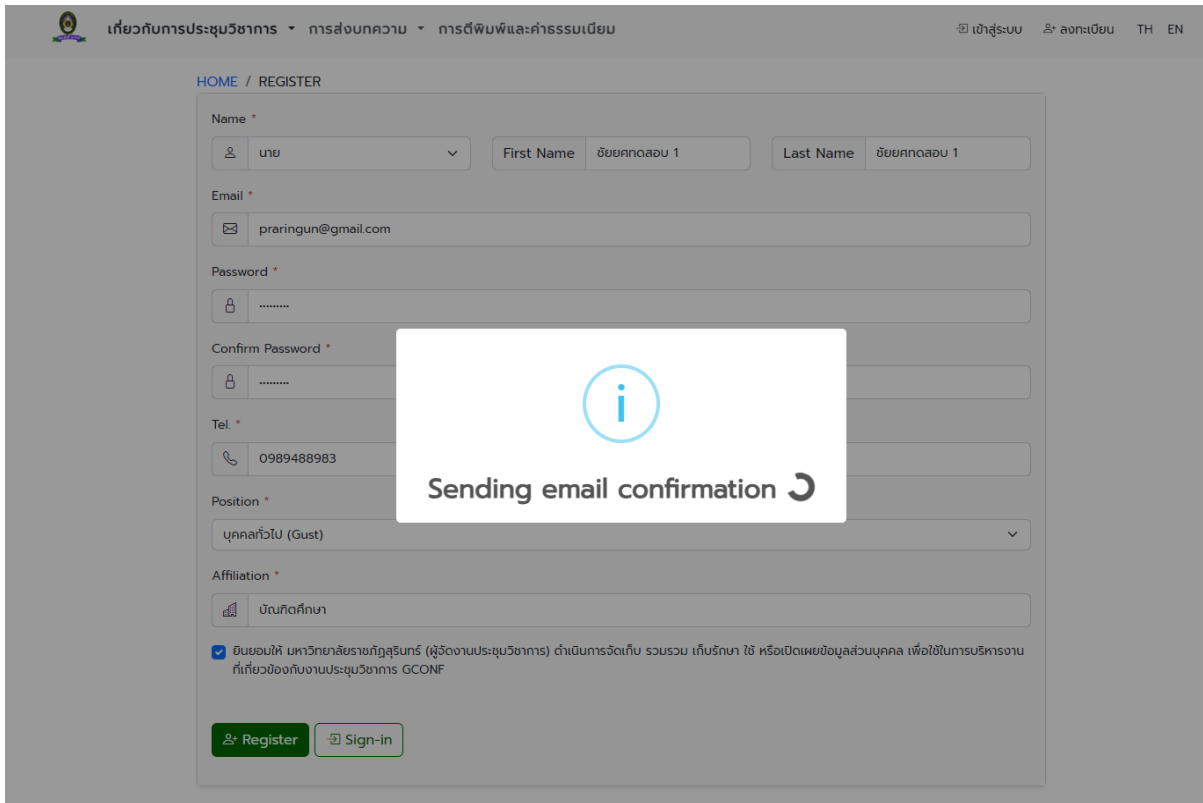 เกี่ยวกับการประชุมวิชาการ การส่งบทความ การตีพิมพ์และค่าธรรมเนียม เข้าสู่ระบบ ลงทะเบียน TH EN
HOME / REGISTER
Name *
นาย First Name ชัยยศทดสอบ 1 Last Name ชัยยศทดสอบ 1
Email *
praringun@gmail.com
Password *
•••••••••
Confirm Password *
•••••••••
Tel. *
0989488983
Sending email confirmation
Position *
บุคคลทั่วไป (Gust)
Affiliation *
บัณฑิตศึกษา
ยินยอมให้ มหาวิทยาลัยราชภัฏสุรินทร์ (ผู้จัดงานประชุมวิชาการ) ดำเนินการจัดเก็บ รวมรวม เก็บรักษา ใช้ หรือเปิดเผยข้อมูลส่วนบุคคล เพื่อใช้ในการบริหารงาน
ที่เกี่ยวข้องกับงานประชุมวิชาการ GCONF
Register Sign-in